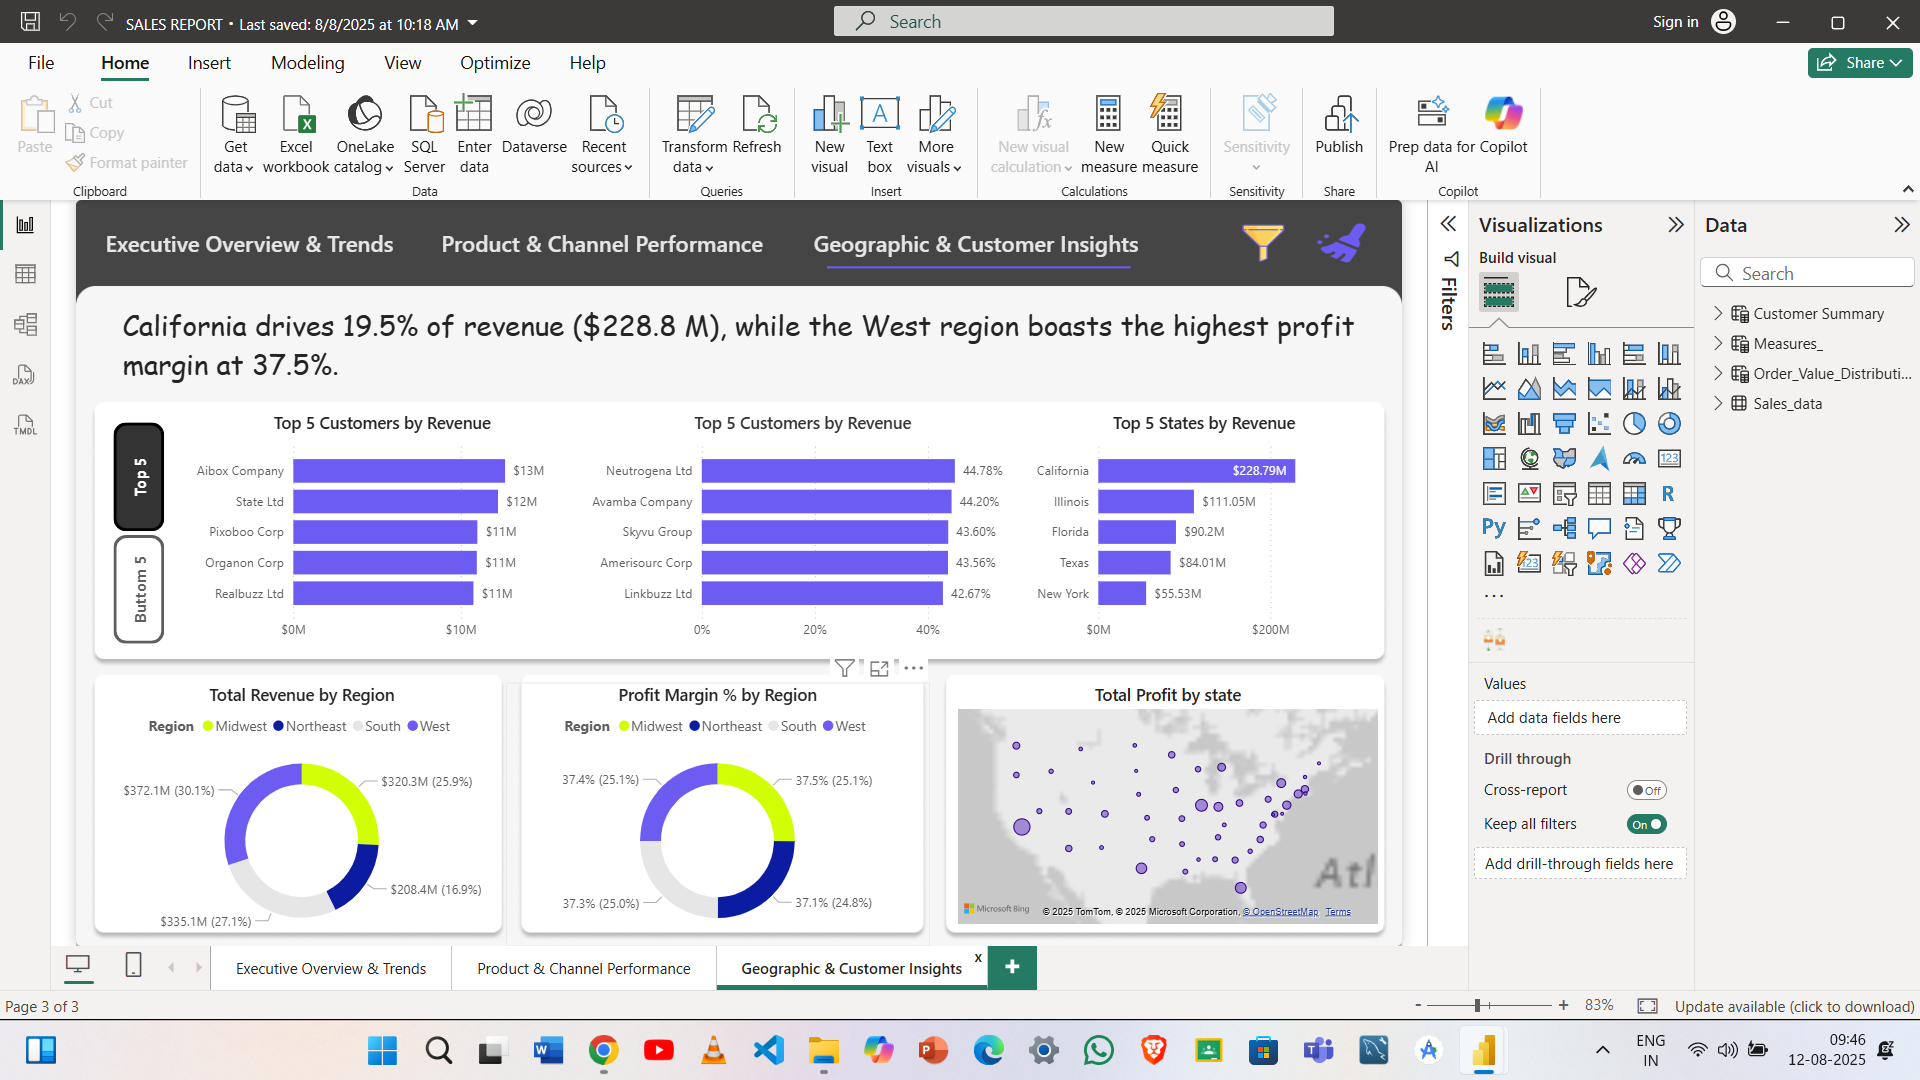 SALES REPORT • Last saved: 8/8/2025 at 10:18 AM
Search
Sign in
File Home Insert Modeling View Optimize Help
Share
Paste
Cut
Copy
Format painter
Clipboard
Get data
Excel workbook
OneLake catalog
SQL Server
Enter data
Dataverse
Recent sources
Data
Transform data
Refresh
Queries
New visual
Text box
More visuals
Insert
New visual calculation
New measure
Quick measure
Calculations
Sensitivity
Sensitivity
Publish
Share
Prep data for AI
Copilot
Copilot
Executive Overview & Trends
Product & Channel Performance
Geographic & Customer Insights
California drives 19.5% of revenue ($228.8 M), while the West region boasts the highest profit
margin at 37.5%.
Top 5
Buttom 5
Top 5 Customers by Revenue
Aibox Company $13M
State Ltd $12M
Pixoboo Corp $11M
Organon Corp $11M
Realbuzz Ltd $11M
$0M $10M
Top 5 Customers by Revenue
Neutrogena Ltd 44.78%
Avamba Company 44.20%
Skyvu Group 43.60%
Amerisourc Corp 43.56%
Linkbuzz Ltd 42.67%
0% 20% 40%
Top 5 States by Revenue
California $228.79M
Illinois $111.05M
Florida $90.2M
Texas $84.01M
New York $55.53M
$0M $200M
Total Revenue by Region
Region Midwest Northeast South West
$372.1M (30.1%)
$320.3M (25.9%)
$208.4M (16.9%)
$335.1M (27.1%)
Profit Margin % by Region
Region Midwest Northeast South West
37.4% (25.1%)
37.5% (25.1%)
37.3% (25.0%)
37.1% (24.8%)
Total Profit by state
Atl
Microsoft Bing
© 2025 TomTom, © 2025 Microsoft Corporation, © OpenStreetMap Terms
Filters
Visualizations
Build visual
123
R
Py
123
Values
Add data fields here
Drill through
Cross-report Off
Keep all filters On
Add drill-through fields here
Data
Search
Customer Summary
Measures_
Order_Value_Distributi...
Sales_data
DAX
TMDL
Executive Overview & Trends
Product & Channel Performance
Geographic & Customer Insights
x
+
Page 3 of 3
- + 83%
Update available (click to download)
ENG
IN
09:46
12-08-2025